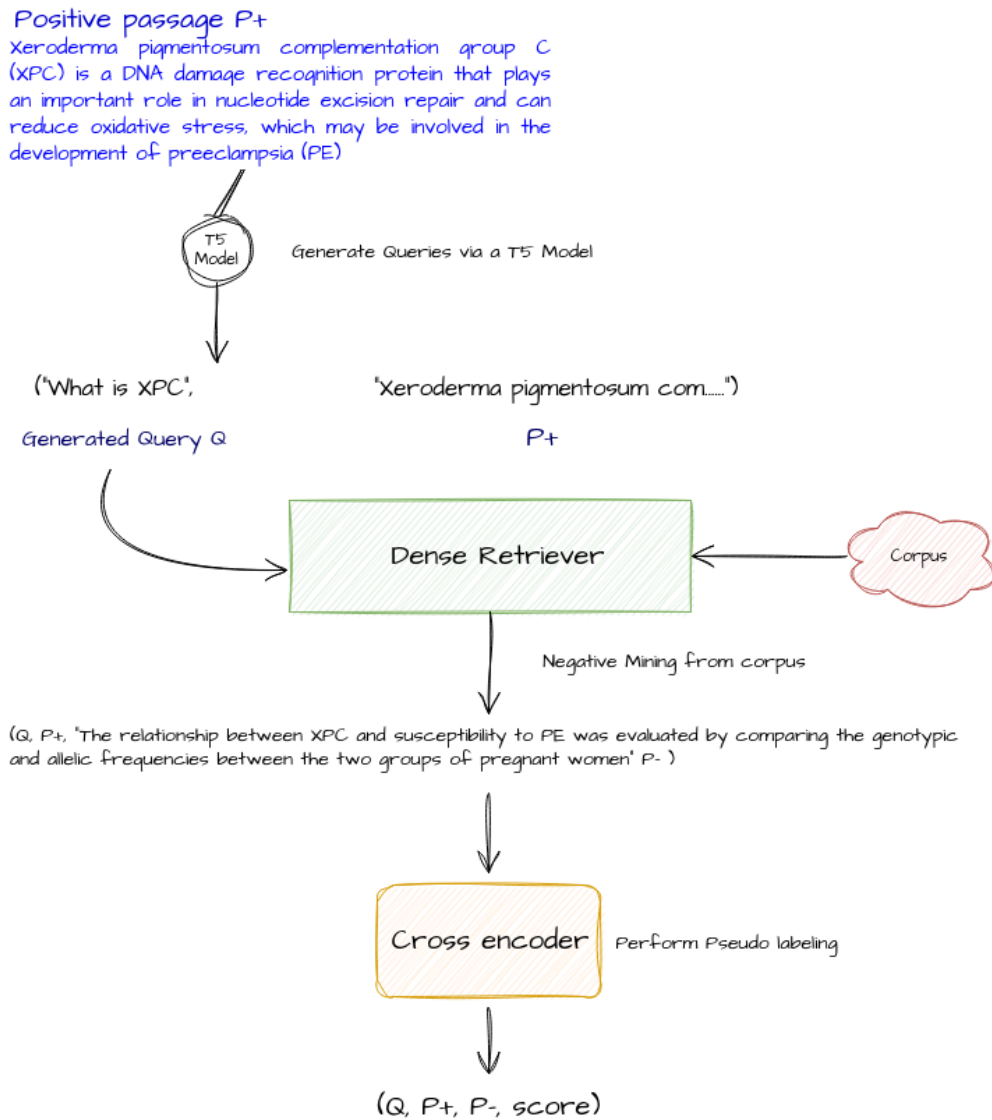 Positive passage P+
Xeroderma pigmentosum complementation group C
(XPC) is a DNA damage recognition protein that plays
an important role in nucleotide excision repair and can
reduce oxidative stress, which may be involved in the
development of preeclampsia (PE)
T5
Model
Generate Queries via a T5 Model
("What is XPC",
"Xeroderma pigmentosum com......")
Generated Query Q
P+
Dense Retriever
Corpus
Negative Mining from corpus
(Q, P+, "The relationship between XPC and susceptibility to PE was evaluated by comparing the genotypic
and allelic frequencies between the two groups of pregnant women" P- )
Cross encoder
Perform Pseudo labeling
(Q, P+, P-, score)